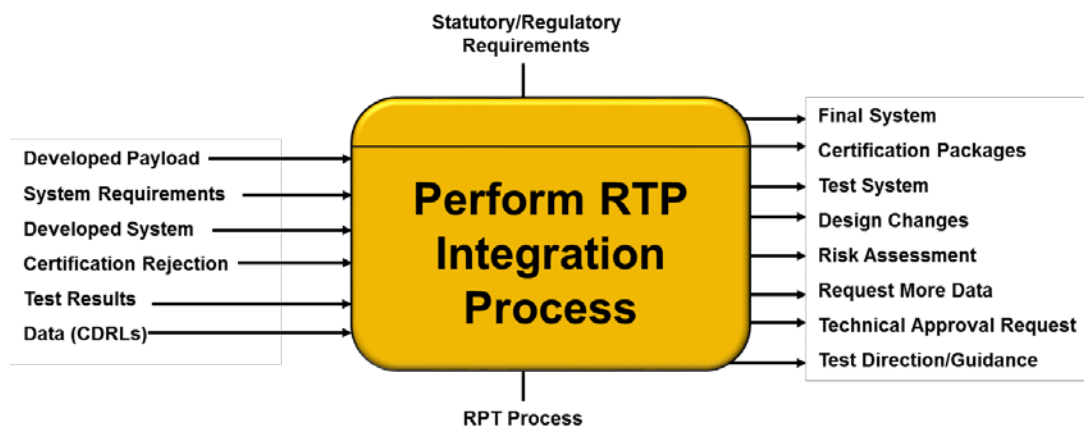 Statutory/Regulatory
Requirements
Developed Payload
System Requirements
Developed System
Certification Rejection
Test Results
Data (CDRLs)
Perform RTP
Integration
Process
Final System
Certification Packages
Test System
Design Changes
Risk Assessment
Request More Data
Technical Approval Request
Test Direction/Guidance
RPT Process